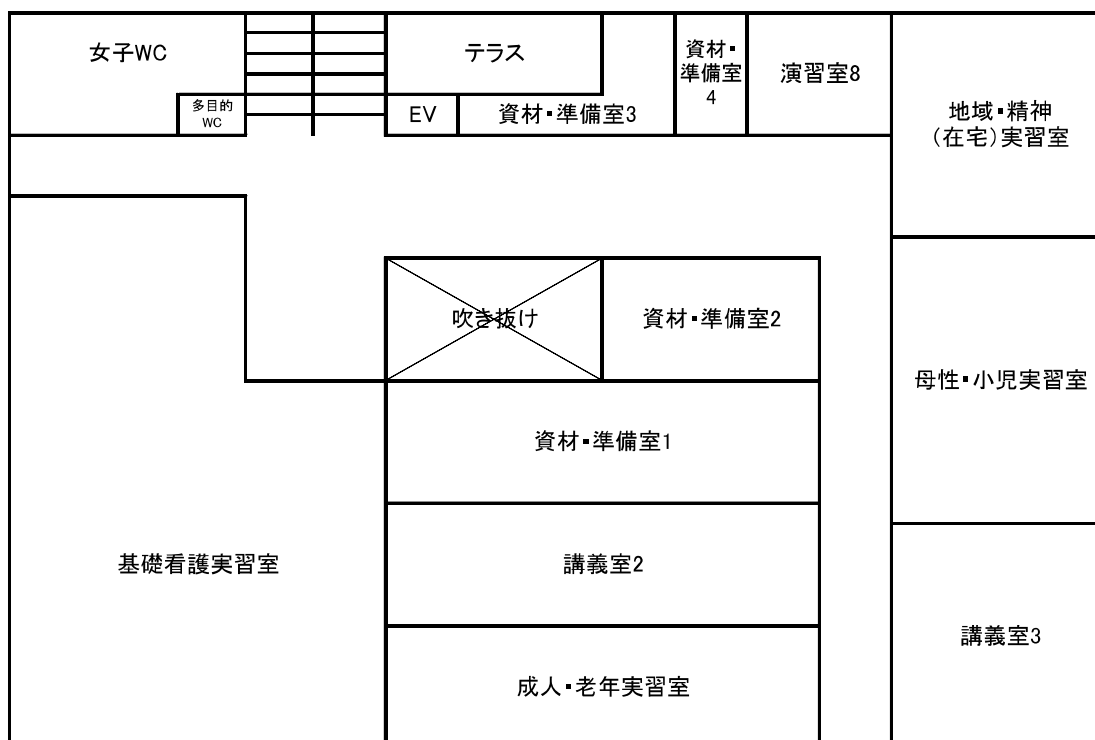 女子WC
テラス
資材・
準備室
4
演習室8
多目的
WC
EV
資材・準備室3
地域・精神
（在宅）実習室
吹き抜け
資材・準備室2
母性・小児実習室
資材・準備室1
基礎看護実習室
講義室2
講義室3
成人・老年実習室